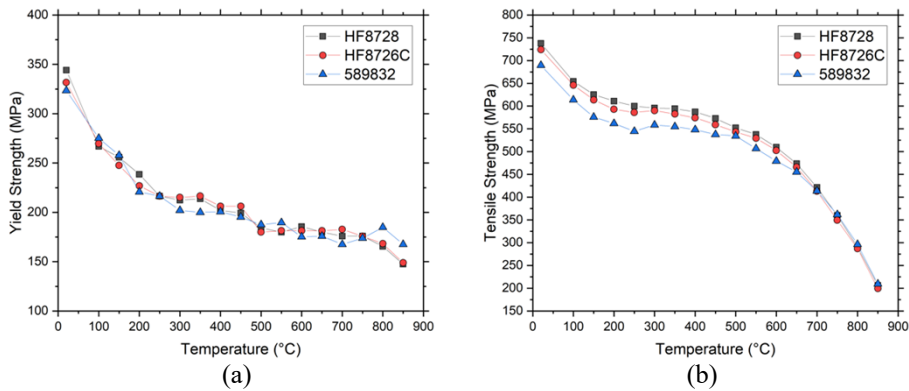 400
350
300
250
200
150
100
Yield Strength (MPa)
HF8728
HF8726C
589832
0 100 200 300 400 500 600 700 800 900
Temperature (°C)
(a)
800
750
700
650
600
550
500
450
400
350
300
250
200
150
Tensile Strength (MPa)
HF8728
HF8726C
589832
0 100 200 300 400 500 600 700 800 900
Temperature (°C)
(b)